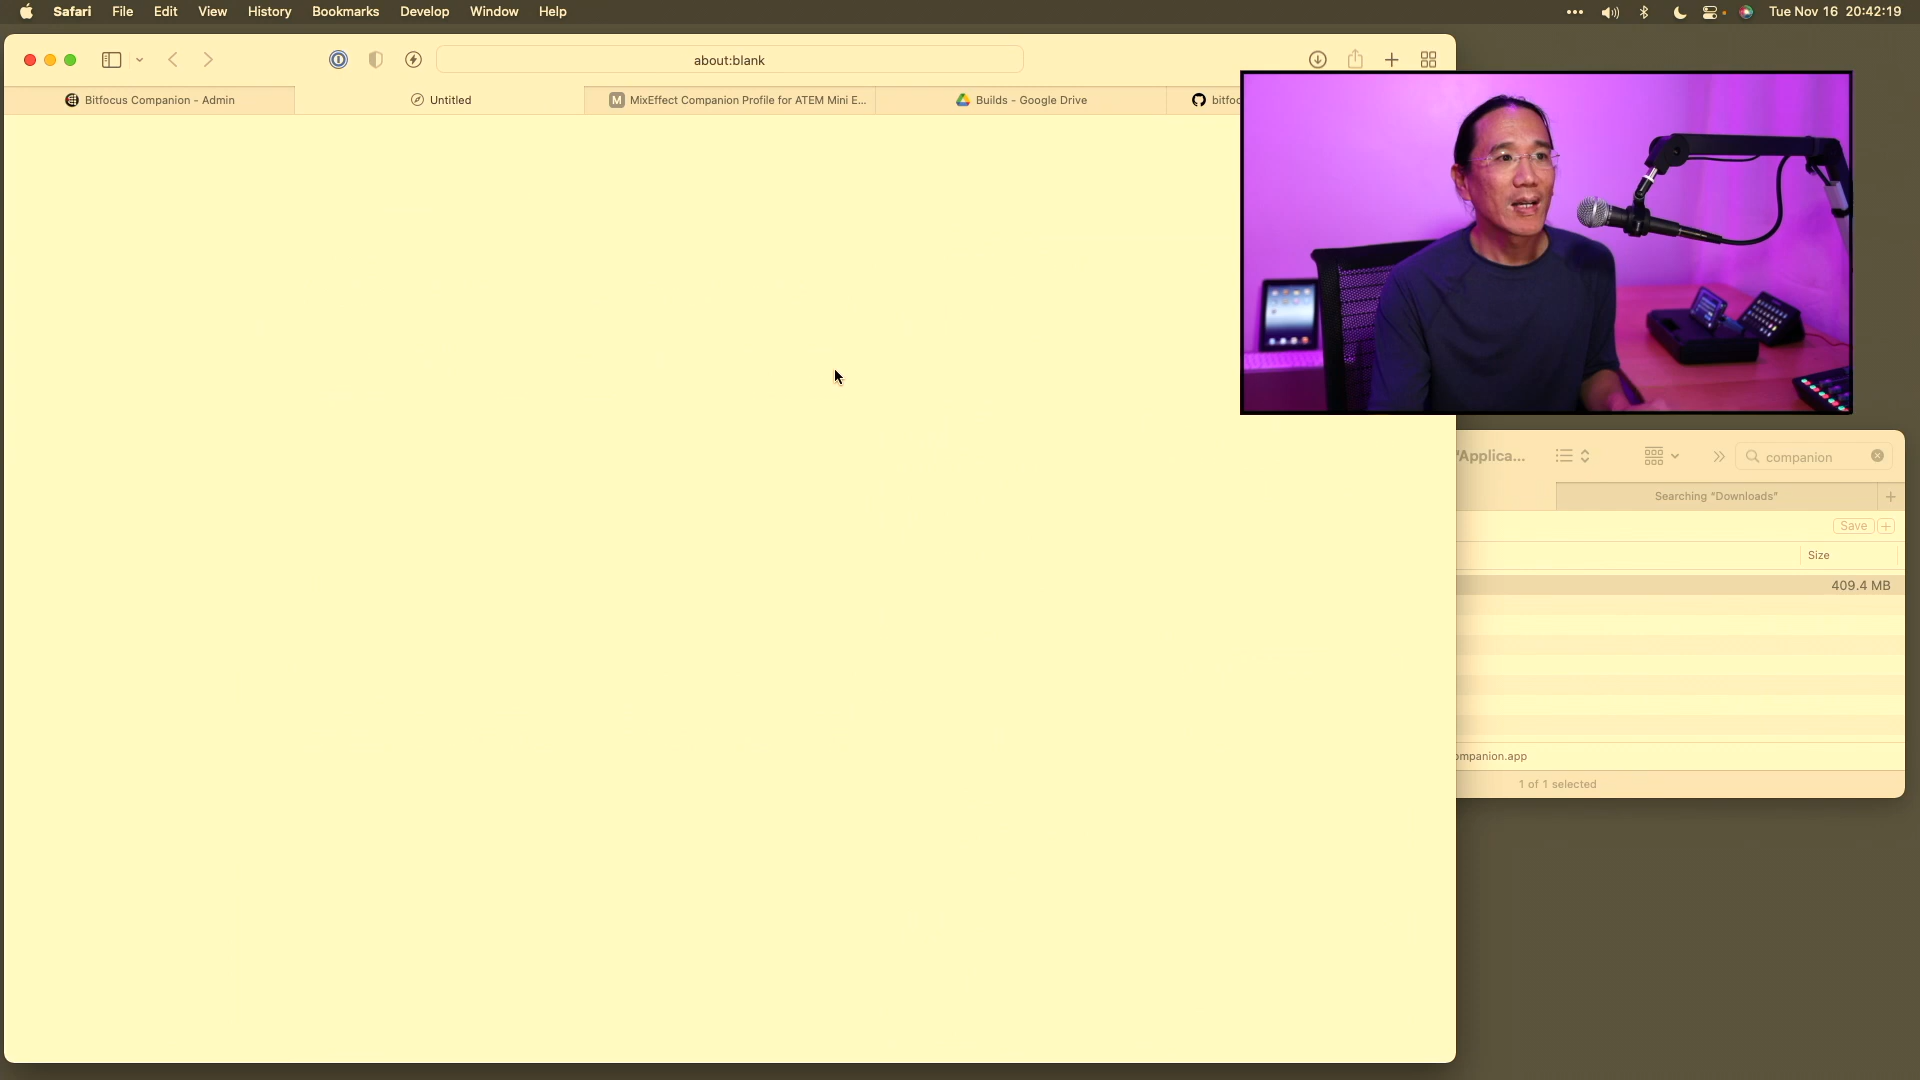 Safari File Edit View History Bookmarks Develop Window Help
Tue Nov 16 20:42:19
about:blank
Bitfocus Companion - Admin
Untitled
M MixEffect Companion Profile for ATEM Mini E...
Builds - Google Drive
bitfoc
"Applica...
companion
Searching "Downloads"
Save
Size
409.4 MB
ompanion.app
1 of 1 selected